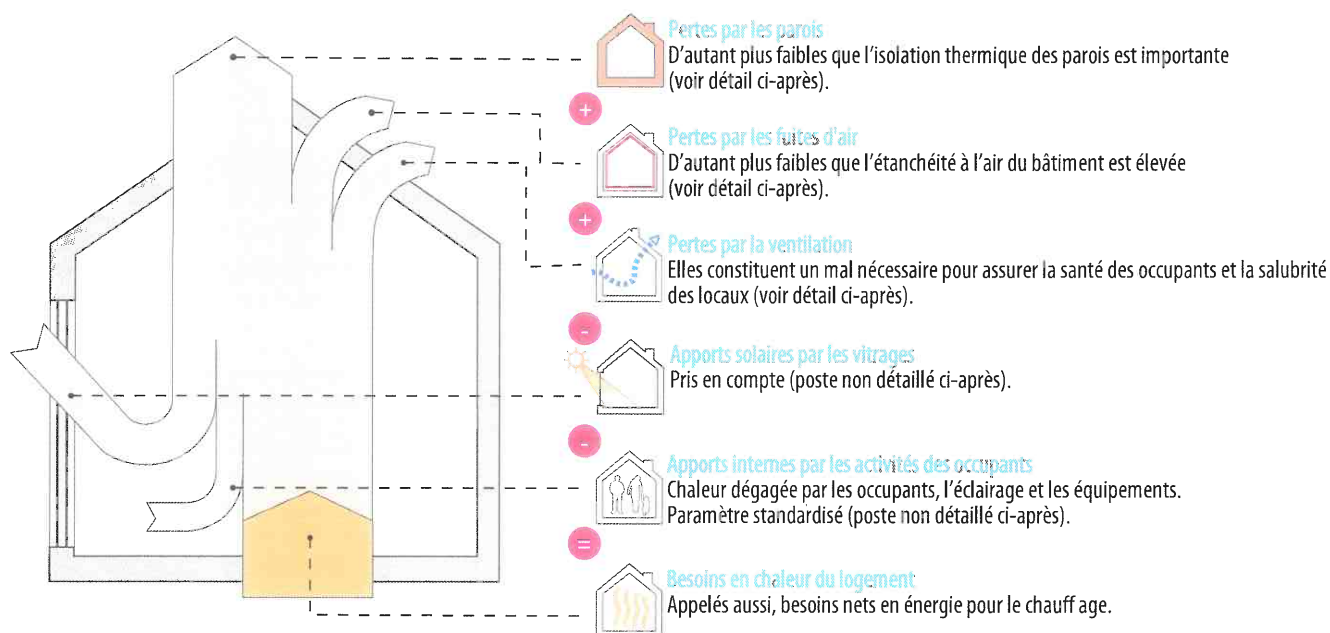 Pertes par les parois
D'autant plus faibles que l'isolation thermique des parois est importante
(voir détail ci-après).
+
Pertes par les fuites d'air
D'autant plus faibles que l'étanchéité à l'air du bâtiment est élevée
(voir détail ci-après).
+
Pertes par la ventilation
Elles constituent un mal nécessaire pour assurer la santé des occupants et la salubrité
des locaux (voir détail ci-après).
-
Apports solaires par les vitrages
Pris en compte (poste non détaillé ci-après).
-
Apports internes par les activités des occupants
Chaleur dégagée par les occupants, l'éclairage et les équipements.
Paramètre standardisé (poste non détaillé ci-après).
=
Besoins en chaleur du logement
Appelés aussi, besoins nets en énergie pour le chauff age.